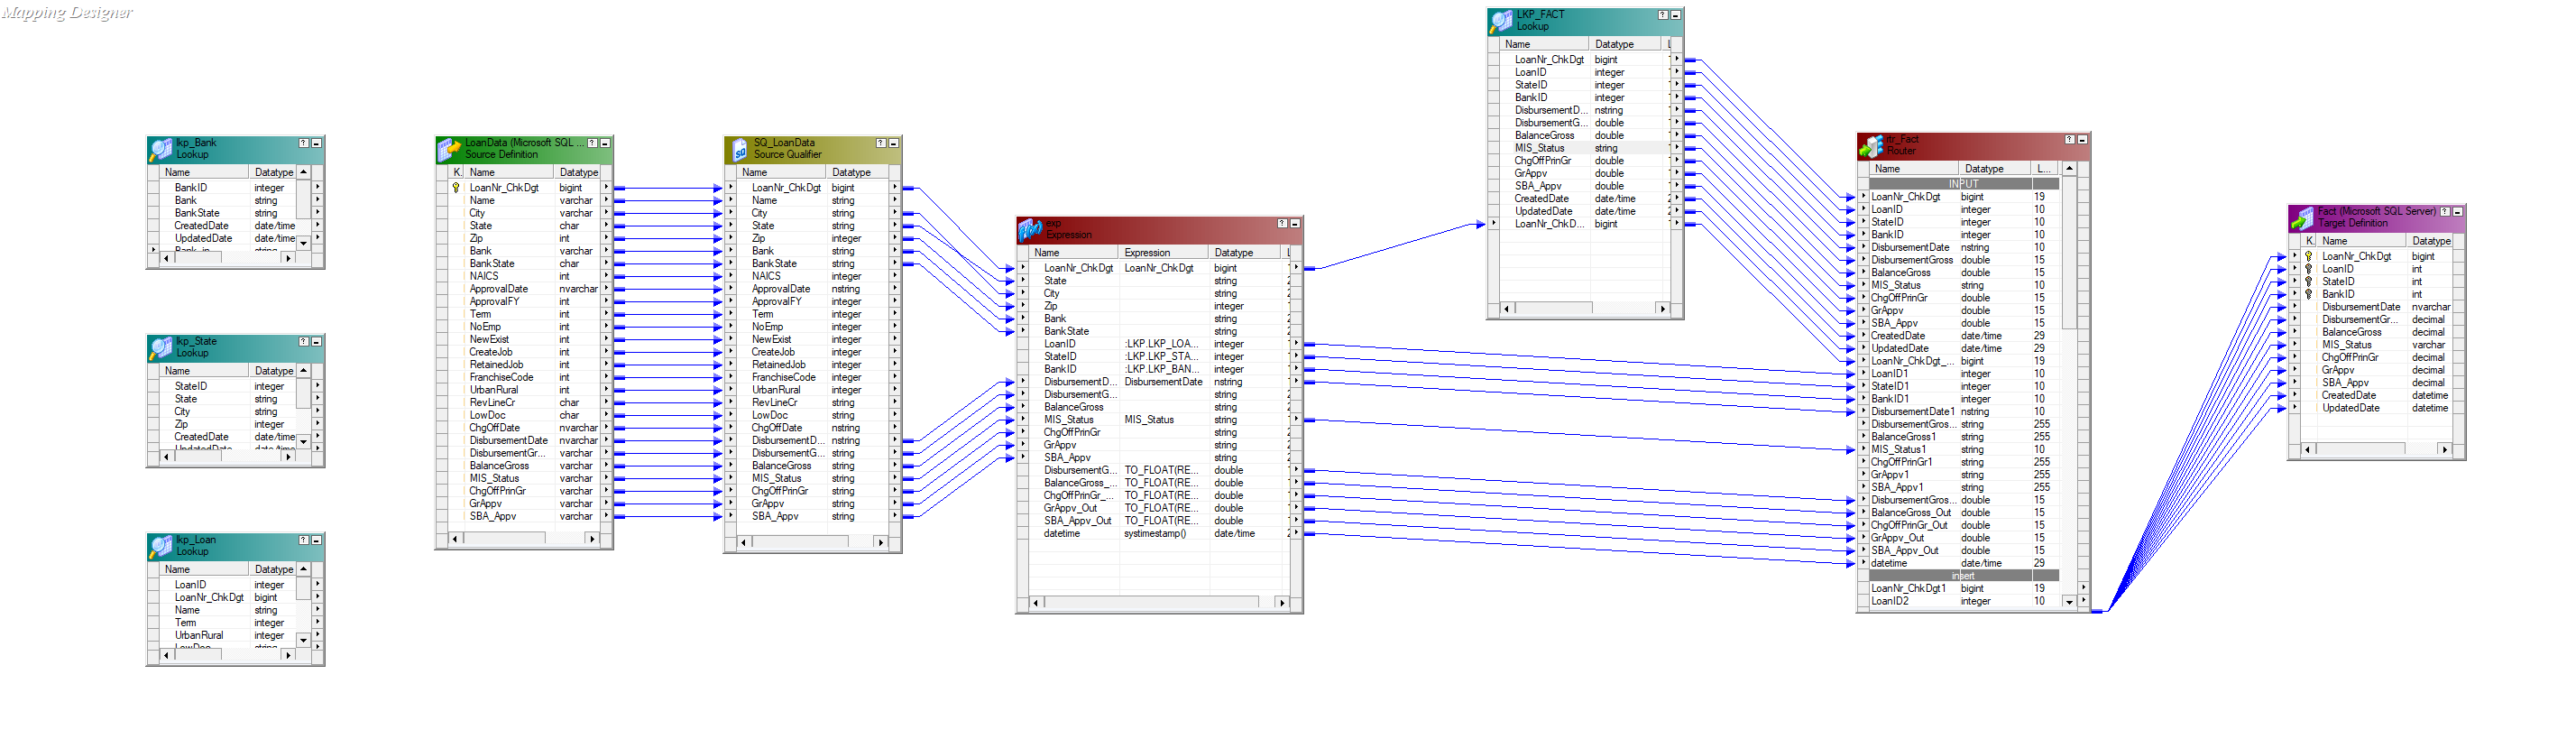 Mapping Designer
lkp_Bank
Lookup
Name Datatype
BankID integer
Bank string
BankState string
CreatedDate date/time
UpdatedDate date/time
lkp_State
Lookup
Name Datatype
StateID integer
State string
City string
Zip integer
CreatedDate date/time
lkp_Loan
Lookup
Name Datatype
LoanID integer
LoanNr_ChkDgt bigint
Name string
Term integer
UrbanRural integer
LoanData (Microsoft SQL ...
Source Definition
K. Name Datatype
LoanNr_ChkDgt bigint
Name varchar
City varchar
State char
Zip int
Bank varchar
BankState char
NAICS int
ApprovalDate nvarchar
ApprovalFY int
Term int
NoEmp int
NewExist int
CreateJob int
RetainedJob int
FranchiseCode int
UrbanRural int
RevLineCr char
LowDoc char
ChgOffDate nvarchar
DisbursementDate nvarchar
DisbursementGr... varchar
BalanceGross varchar
MIS_Status varchar
ChgOffPrinGr varchar
GrAppv varchar
SBA_Appv varchar
SQ_LoanData
Source Qualifier
Name Datatype
LoanNr_ChkDgt bigint
Name string
City string
State string
Zip integer
Bank string
BankState string
NAICS integer
ApprovalDate nstring
ApprovalFY integer
Term integer
NoEmp integer
NewExist integer
CreateJob integer
RetainedJob integer
FranchiseCode integer
UrbanRural integer
RevLineCr string
LowDoc string
ChgOffDate nstring
DisbursementD... nstring
DisbursementG... string
BalanceGross string
MIS_Status string
ChgOffPrinGr string
GrAppv string
SBA_Appv string
exp
Expression
Name Expression Datatype
LoanNr_ChkDgt LoanNr_ChkDgt bigint
State string
City string
Zip integer
Bank string
BankState string
LoanID :LKP.LKP_LOA... integer
StateID :LKP.LKP_STA... integer
BankID :LKP.LKP_BAN... integer
DisbursementD... DisbursementDate nstring
DisbursementG... string
BalanceGross string
MIS_Status MIS_Status string
ChgOffPrinGr string
GrAppv string
SBA_Appv string
DisbursementG... TO_FLOAT(RE... double
BalanceGross_... TO_FLOAT(RE... double
ChgOffPrinGr_... TO_FLOAT(RE... double
GrAppv_Out TO_FLOAT(RE... double
SBA_Appv_Out TO_FLOAT(RE... double
datetime systimestamp() date/time
LKP_FACT
Lookup
Name Datatype
LoanNr_ChkDgt bigint
LoanID integer
StateID integer
BankID integer
DisbursementD... nstring
DisbursementG... double
BalanceGross double
MIS_Status string
ChgOffPrinGr double
GrAppv double
SBA_Appv double
CreatedDate date/time
UpdatedDate date/time
LoanNr_ChkD... bigint
rtr_Fact
Router
Name Datatype L...
INPUT
LoanNr_ChkDgt bigint 19
LoanID integer 10
StateID integer 10
BankID integer 10
DisbursementDate nstring 10
DisbursementGross double 15
BalanceGross double 15
MIS_Status string 10
ChgOffPrinGr double 15
GrAppv double 15
SBA_Appv double 15
CreatedDate date/time 29
UpdatedDate date/time 29
LoanNr_ChkDgt_... bigint 19
LoanID1 integer 10
StateID1 integer 10
BankID1 integer 10
DisbursementDate1 nstring 10
DisbursementGros... string 255
BalanceGross1 string 255
MIS_Status1 string 10
ChgOffPrinGr1 string 255
GrAppv1 string 255
SBA_Appv1 string 255
DisbursementGros... double 15
BalanceGross_Out double 15
ChgOffPrinGr_Out double 15
GrAppv_Out double 15
SBA_Appv_Out double 15
datetime date/time 29
insert
LoanNr_ChkDgt1 bigint 19
LoanID2 integer 10
Fact (Microsoft SQL Server)
Target Definition
K. Name Datatype
LoanNr_ChkDgt bigint
LoanID int
StateID int
BankID int
DisbursementDate nvarchar
DisbursementGr... decimal
BalanceGross decimal
MIS_Status varchar
ChgOffPrinGr decimal
GrAppv decimal
SBA_Appv decimal
CreatedDate datetime
UpdatedDate datetime